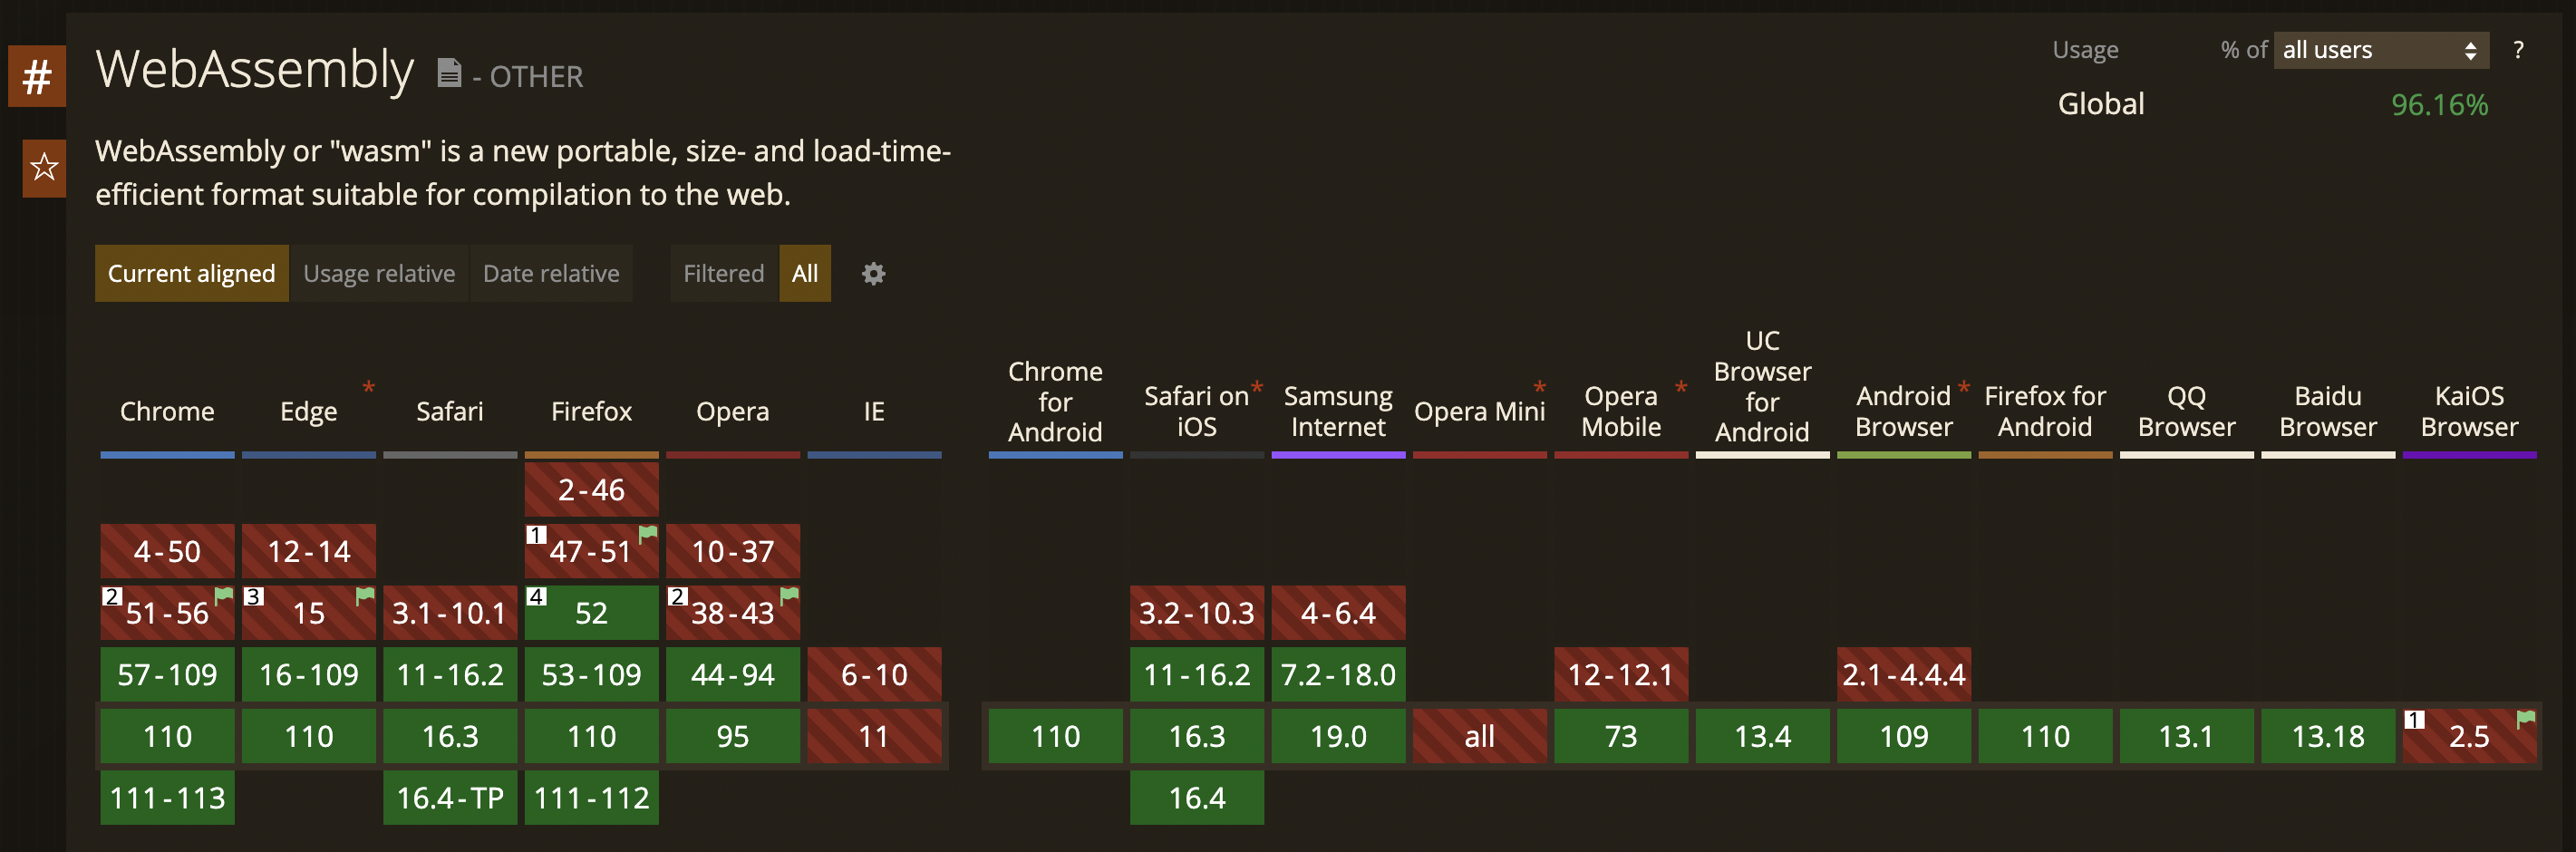 #
WebAssembly - OTHER
Usage % of all users ?
Global 96.16%
WebAssembly or "wasm" is a new portable, size- and load-time-
efficient format suitable for compilation to the web.
Current aligned Usage relative Date relative Filtered All
Chrome
Edge *
Safari
Firefox
Opera
IE
Chrome
for
Android
Safari on *
iOS
Samsung
Internet
Opera Mini *
Opera *
Mobile
UC
Browser
for
Android
Android *
Browser
Firefox for
Android
QQ
Browser
Baidu
Browser
KaiOS
Browser
2-46
4-50 12-14 1 47-51 10-37
2 51-56 3 15 3.1-10.1 4 52 2 38-43 3.2-10.3 4-6.4
57-109 16-109 11-16.2 53-109 44-94 6-10 11-16.2 7.2-18.0 12-12.1 2.1-4.4.4
110 110 16.3 110 95 11 110 16.3 19.0 all 73 13.4 109 110 13.1 13.18 1 2.5
111-113 16.4-TP 111-112 16.4